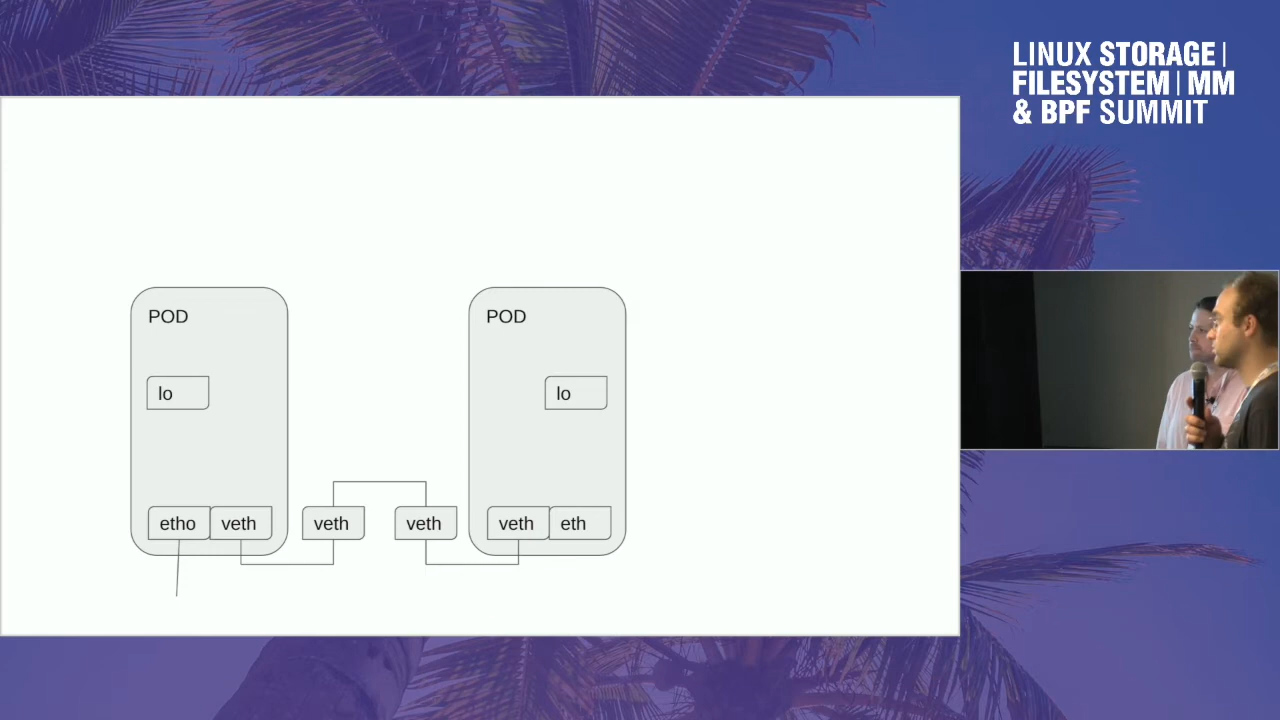 LINUX STORAGE |
FILESYSTEM | MM
& BPF SUMMIT
POD
POD
lo
lo
etho
veth
veth
veth
veth
eth